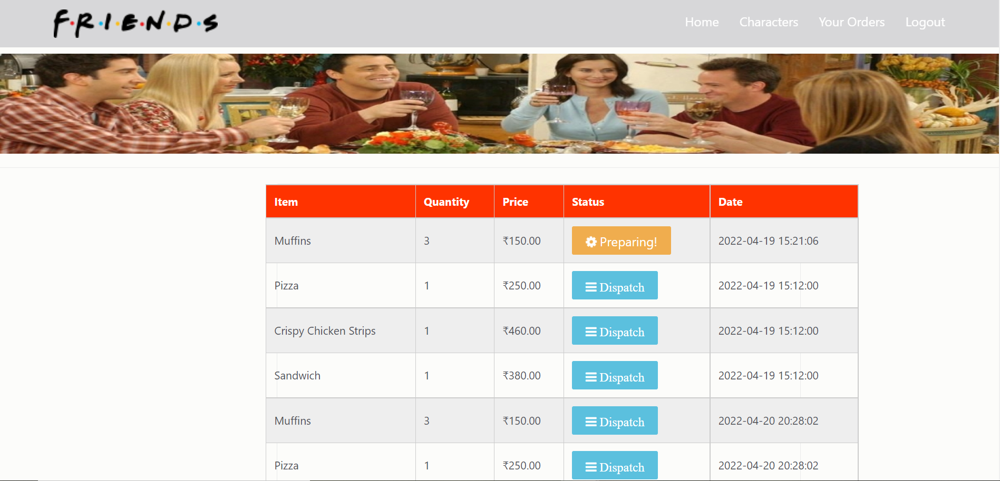 F·R·I·E·N·D·S
Home Characters Your Orders Logout
Item Quantity Price Status Date
Muffins 3 ₹150.00 Preparing! 2022-04-19 15:21:06
Pizza 1 ₹250.00 Dispatch 2022-04-19 15:12:00
Crispy Chicken Strips 1 ₹460.00 Dispatch 2022-04-19 15:12:00
Sandwich 1 ₹380.00 Dispatch 2022-04-19 15:12:00
Muffins 3 ₹150.00 Dispatch 2022-04-20 20:28:02
Pizza 1 ₹250.00 Dispatch 2022-04-20 20:28:02